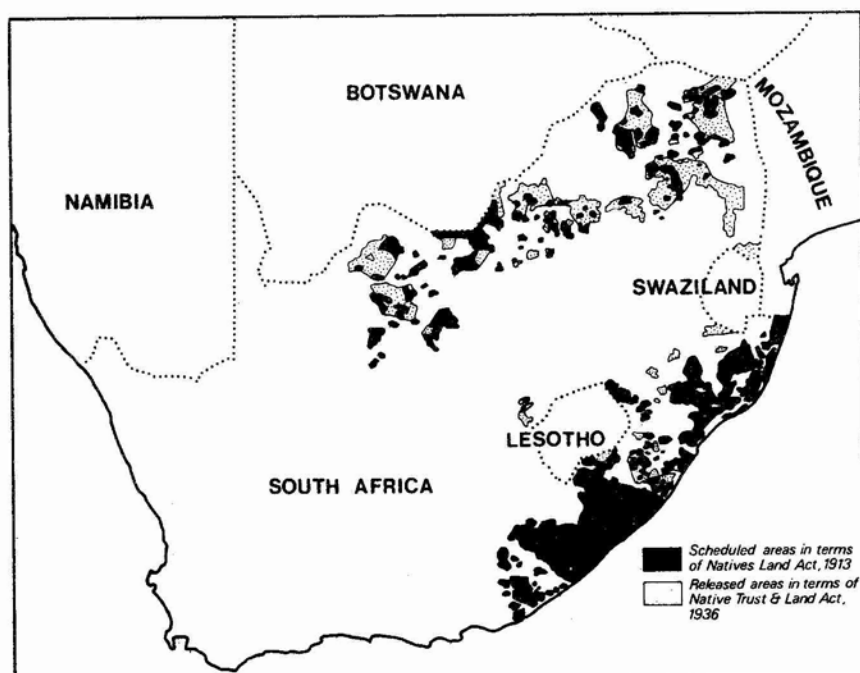 BOTSWANA
MOZAMBIQUE
NAMIBIA
SWAZILAND
LESOTHO
SOUTH AFRICA
Scheduled areas in terms
of Natives Land Act, 1913
Released areas in terms of
Native Trust & Land Act,
1936